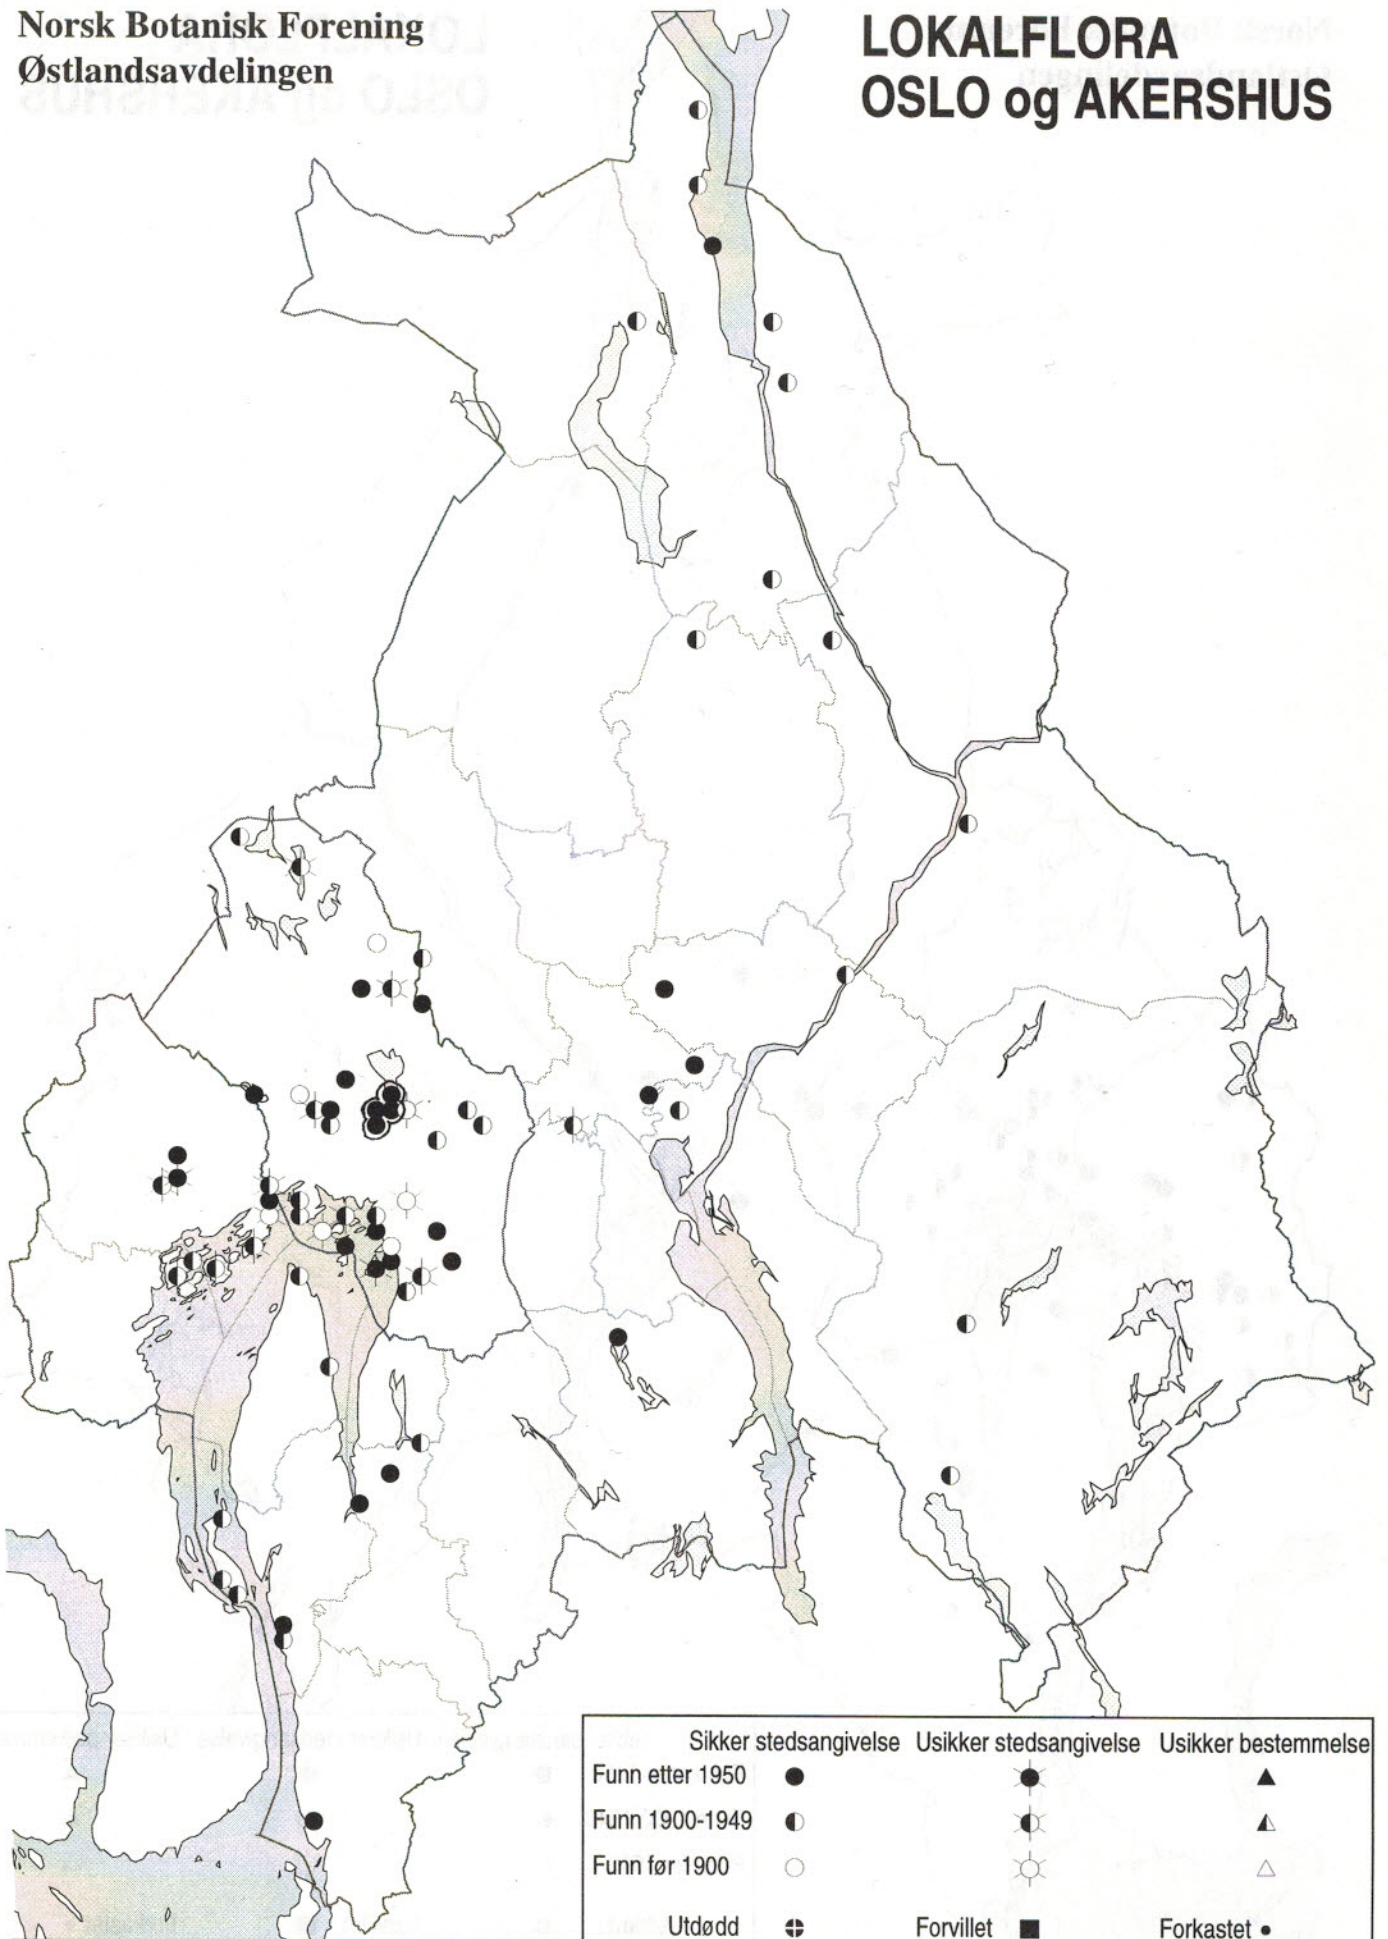 Norsk Botanisk Forening
Østlandsavdelingen
LOKALFLORA
OSLO og AKERSHUS
Sikker stedsangivelse Usikker stedsangivelse Usikker bestemmelse
Funn etter 1950
Funn 1900-1949
Funn før 1900
Utdødd Forvillet Forkastet